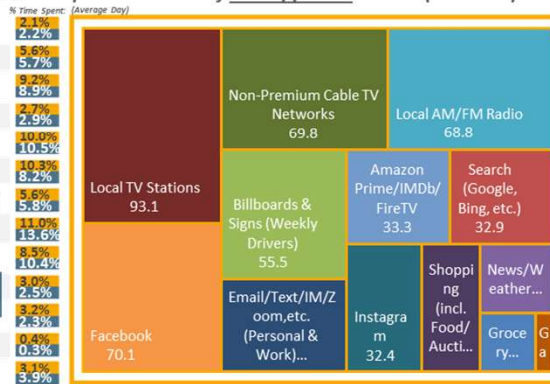 % Time Spent: (Average Day)
2.1%
2.2%
5.6%
5.7%
9.2%
8.9%
2.7%
2.9%
10.0%
10.5%
10.3%
8.2%
5.6%
5.8%
11.0%
13.6%
8.5%
10.4%
3.0%
2.5%
3.2%
2.3%
0.4%
0.3%
3.1%
3.9%
Local TV Stations
93.1
Facebook
70.1
Non-Premium Cable TV
Networks
69.8
Local AM/FM Radio
68.8
Billboards &
Signs (Weekly
Drivers)
55.5
Amazon
Prime/IMDb/
FireTV
33.3
Search
(Google,
Bing, etc.)
32.9
Email/Text/IM/Z
oom,etc.
(Personal &
Work)...
Instagra
m
32.4
Shoppi
ng
(incl.
Food/
Aucti...
News/W
eather...
Groce
ry...
G
a